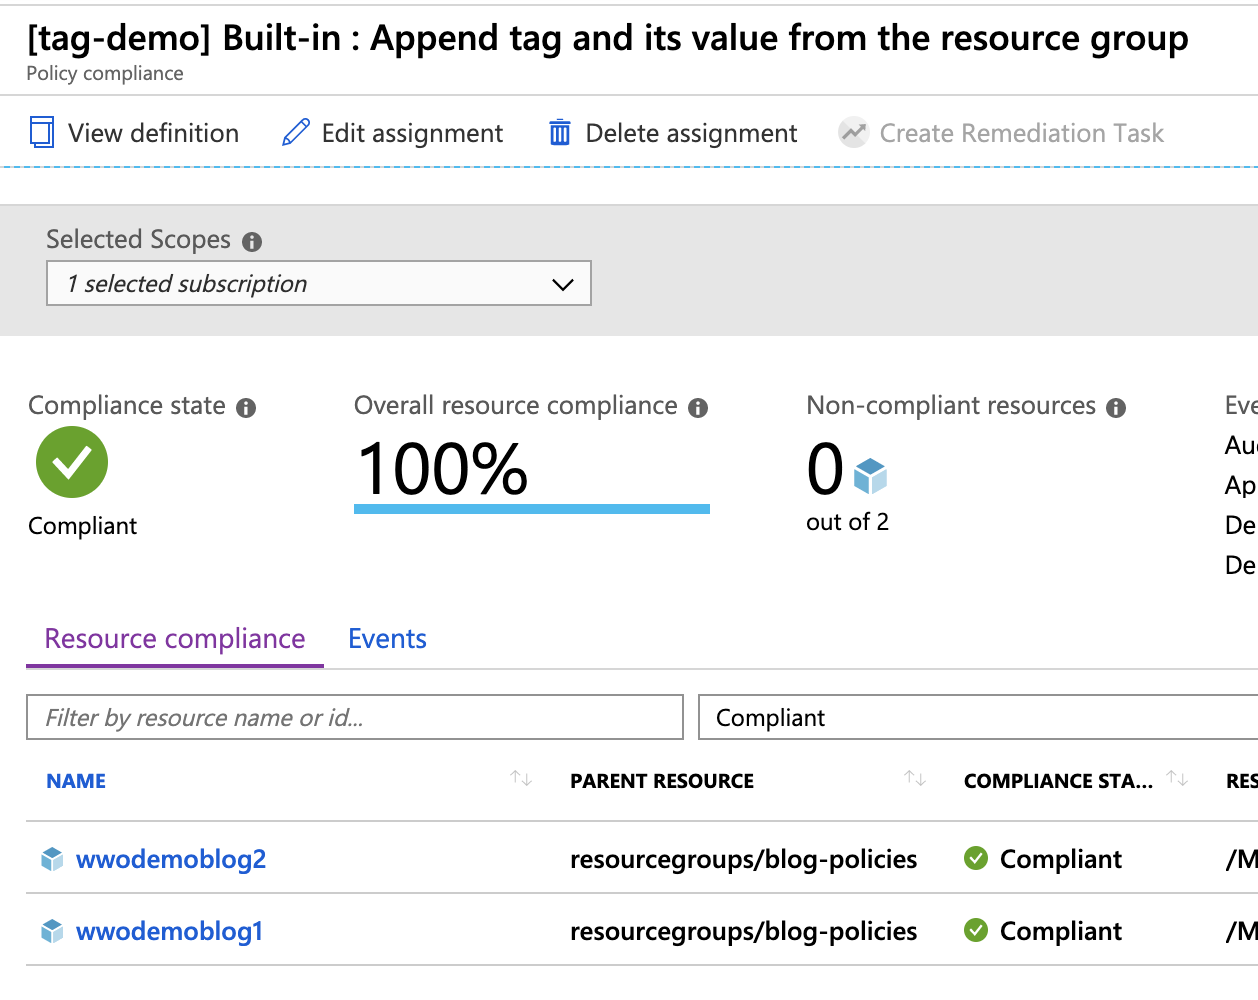 [tag-demo] Built-in : Append tag and its value from the resource group
Policy compliance
View definition Edit assignment Delete assignment Create Remediation Task
Selected Scopes
1 selected subscription
Compliance state Overall resource compliance Non-compliant resources Eve
100% 0 Aud
Ap
Compliant out of 2 De
De
Resource compliance Events
Filter by resource name or id... Compliant
NAME PARENT RESOURCE COMPLIANCE STA... RES
wwodemoblog2 resourcegroups/blog-policies Compliant /M
wwodemoblog1 resourcegroups/blog-policies Compliant /M